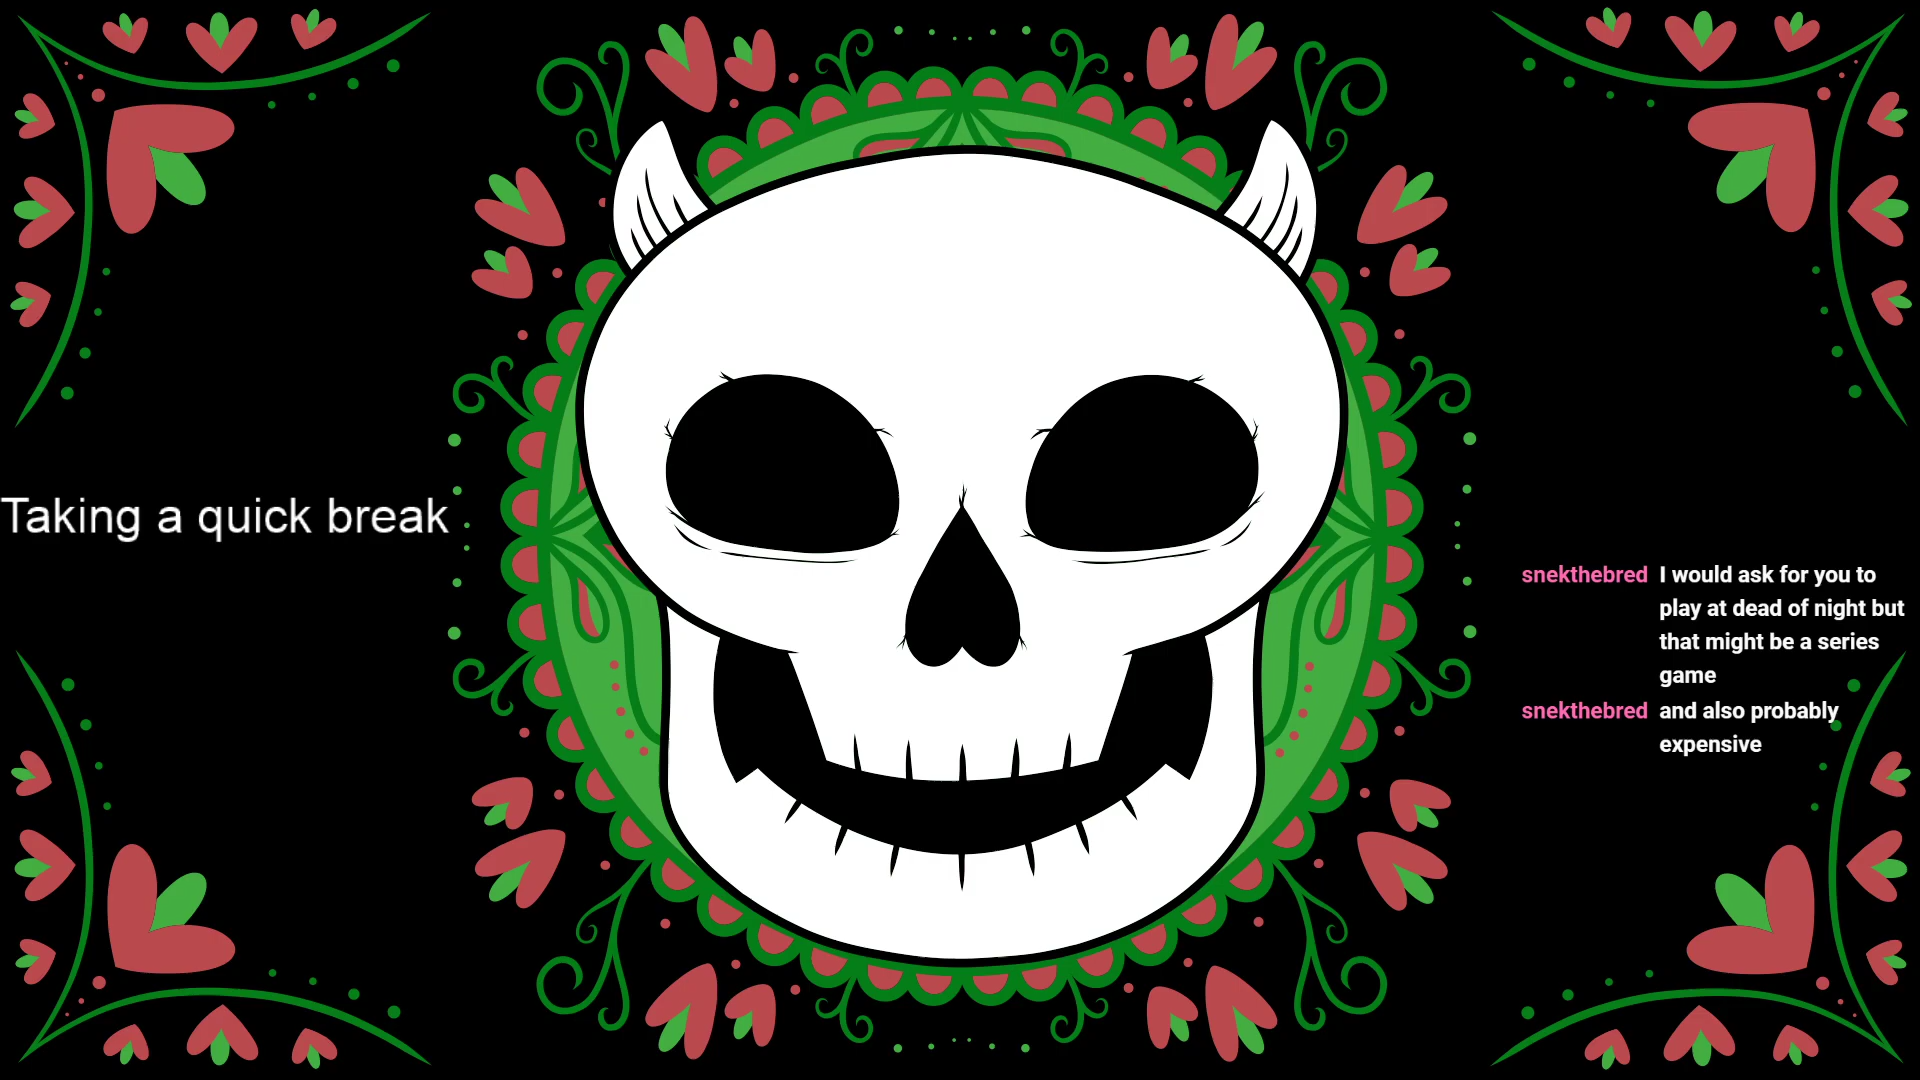 Taking a quick break
snekthebred I would ask for you to
play at dead of night but
that might be a series
game
snekthebred and also probably
expensive